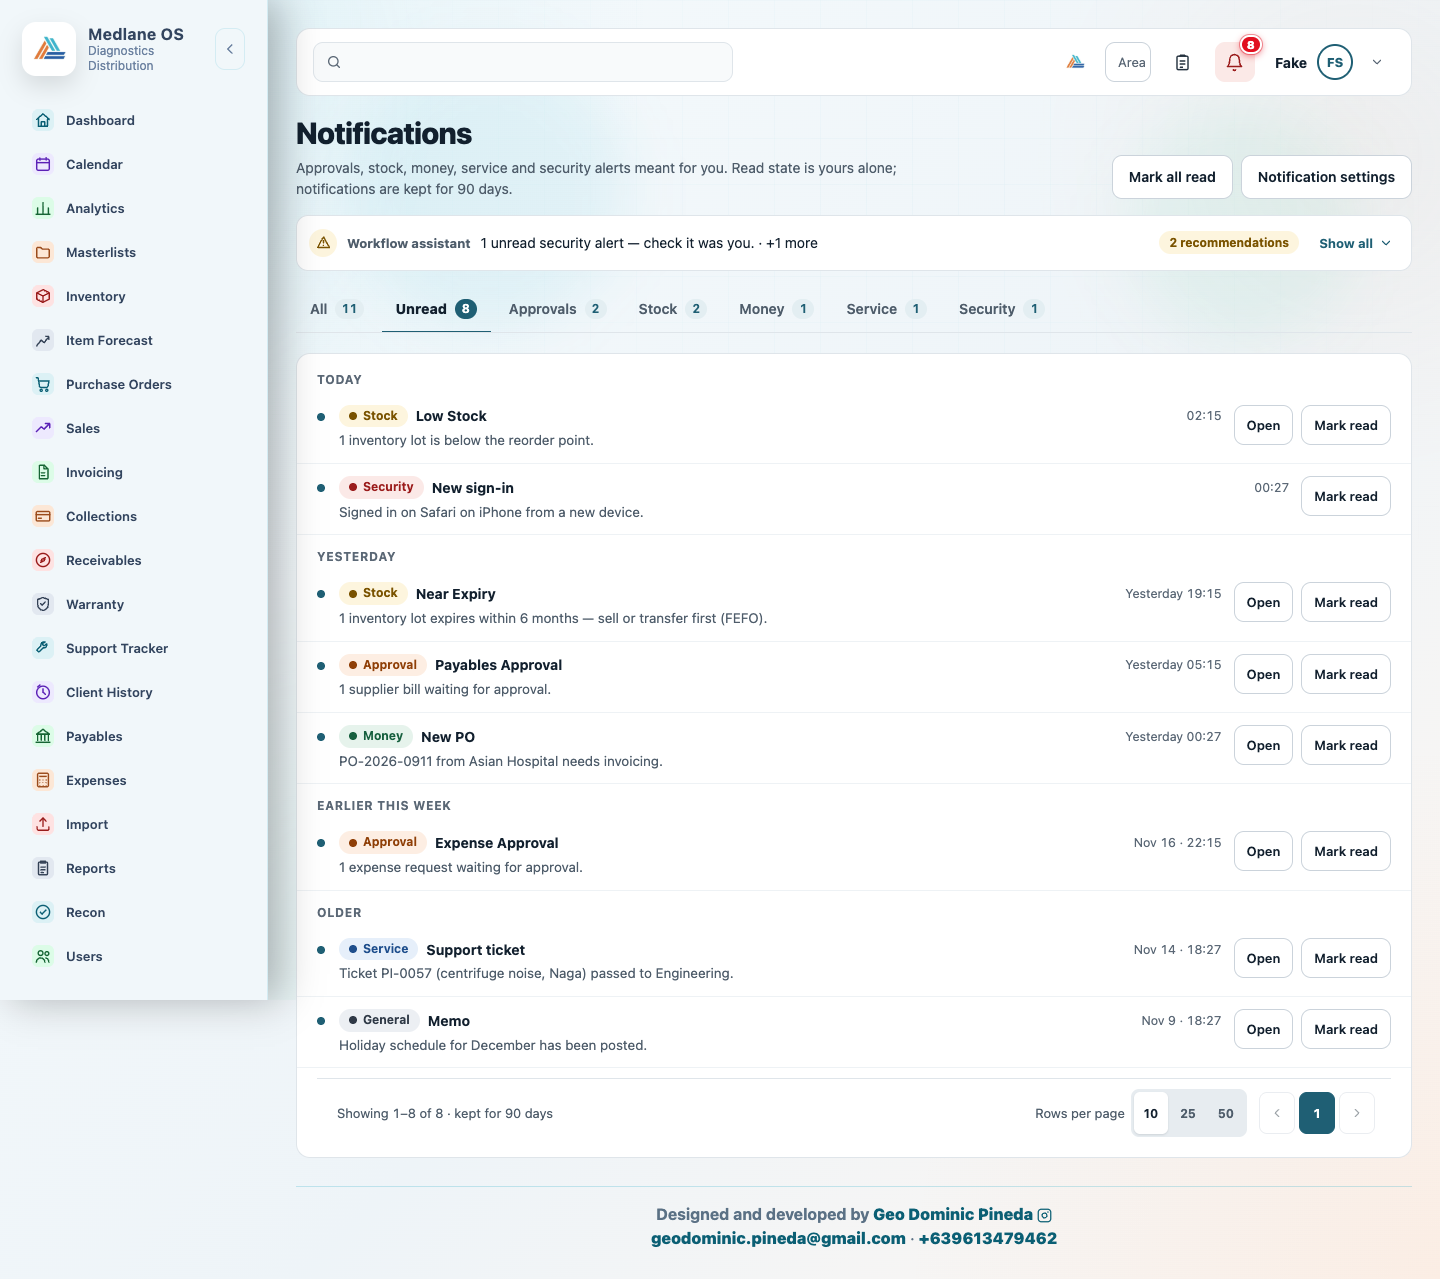 Medlane OS
Diagnostics
Distribution
Dashboard
Calendar
Analytics
Masterlists
Inventory
Item Forecast
Purchase Orders
Sales
Invoicing
Collections
Receivables
Warranty
Support Tracker
Client History
Payables
Expenses
Import
Reports
Recon
Users
Area
8
Fake
FS
Notifications
Approvals, stock, money, service and security alerts meant for you. Read state is yours alone;
notifications are kept for 90 days.
Mark all read
Notification settings
Workflow assistant 1 unread security alert — check it was you. · +1 more
2 recommendations
Show all
All 11 Unread 8 Approvals 2 Stock 2 Money 1 Service 1 Security 1
TODAY
Stock Low Stock 02:15 Open Mark read
1 inventory lot is below the reorder point.
Security New sign-in 00:27 Mark read
Signed in on Safari on iPhone from a new device.
YESTERDAY
Stock Near Expiry Yesterday 19:15 Open Mark read
1 inventory lot expires within 6 months — sell or transfer first (FEFO).
Approval Payables Approval Yesterday 05:15 Open Mark read
1 supplier bill waiting for approval.
Money New PO Yesterday 00:27 Open Mark read
PO-2026-0911 from Asian Hospital needs invoicing.
EARLIER THIS WEEK
Approval Expense Approval Nov 16 · 22:15 Open Mark read
1 expense request waiting for approval.
OLDER
Service Support ticket Nov 14 · 18:27 Open Mark read
Ticket PI-0057 (centrifuge noise, Naga) passed to Engineering.
General Memo Nov 9 · 18:27 Open Mark read
Holiday schedule for December has been posted.
Showing 1–8 of 8 · kept for 90 days
Rows per page 10 25 50 1
Designed and developed by Geo Dominic Pineda
geodominic.pineda@gmail.com · +639613479462